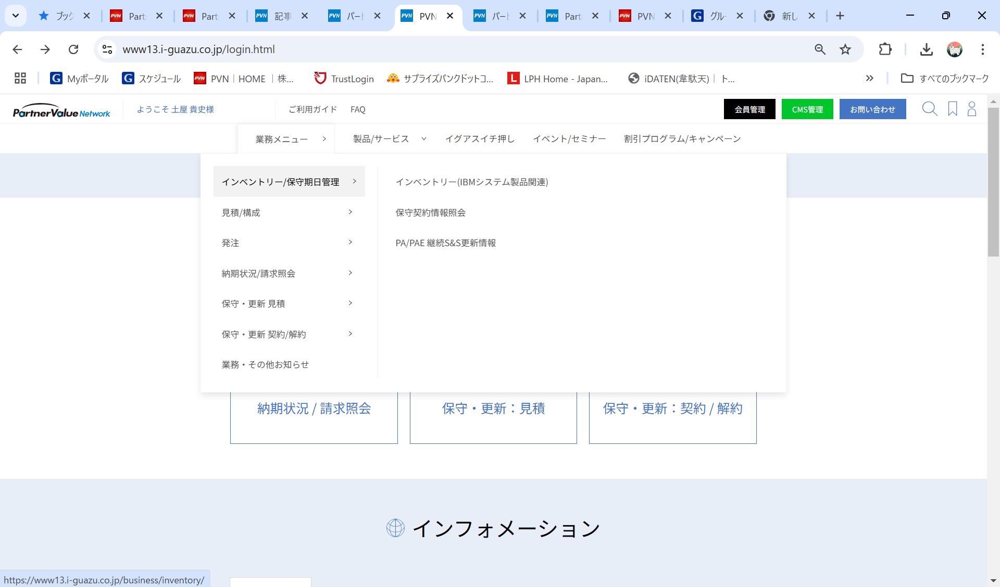 ブック
Part
Part
記事
パート
PVN
パート
Part
PVN
グルー
新し
www13.i-guazu.co.jp/login.html
Myポータル
スケジュール
PVN｜HOME ｜株...
TrustLogin
サプライズバンクドットコ...
LPH Home - Japan...
iDATEN(韋駄天)｜ ト...
すべてのブックマーク
PartnerValue Network
ようこそ 土屋 貴史様
ご利用ガイド
FAQ
会員管理
CMS管理
お問い合わせ
業務メニュー
製品/サービス
イグアスイチ押し
イベント/セミナー
割引プログラム/キャンペーン
インベントリー/保守期日管理
見積/構成
発注
納期状況/請求照会
保守・更新 見積
保守・更新 契約/解約
業務・その他お知らせ
インベントリー(IBMシステム製品関連)
保守契約情報照会
PA/PAE 継続S&S更新情報
納期状況 / 請求照会
保守・更新：見積
保守・更新：契約 / 解約
インフォメーション
https://www13.i-guazu.co.jp/business/inventory/